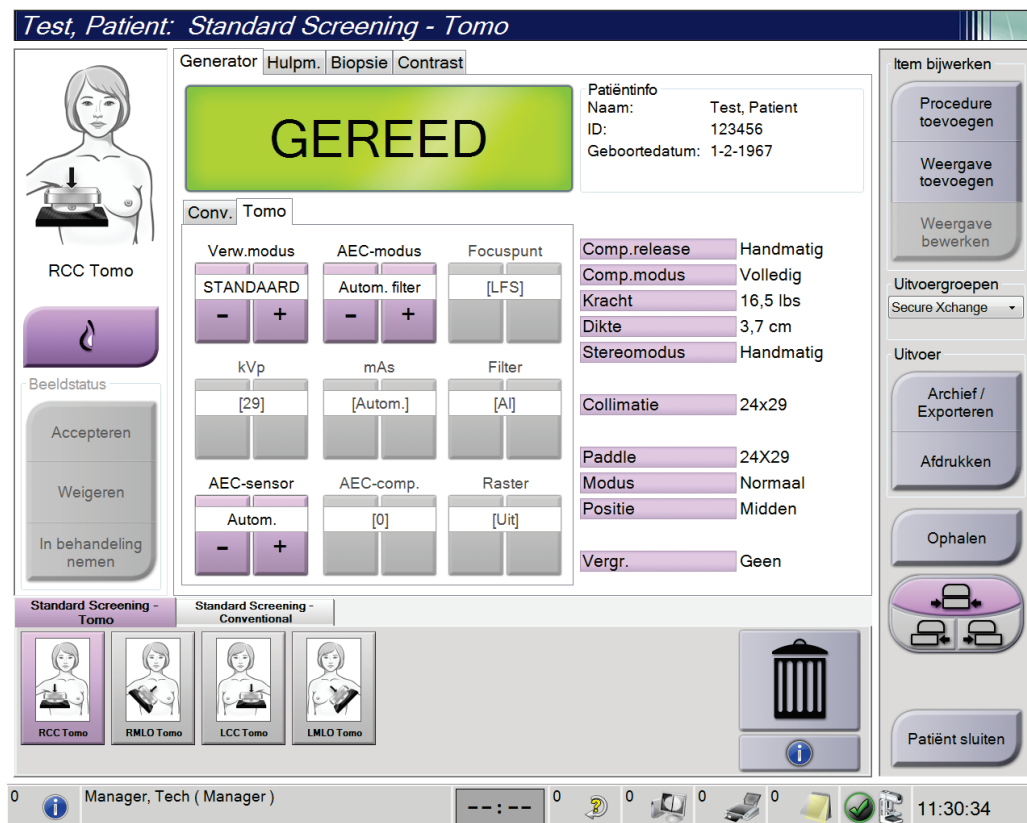 Test, Patient: Standard Screening - Tomo
Generator Hulpm. Biopsie Contrast
GEREED
Patiëntinfo
Naam: Test, Patient
ID: 123456
Geboortedatum: 1-2-1967
RCC Tomo
Beeldstatus
Accepteren
Weigeren
In behandeling
nemen
Conv. Tomo
Verw.modus AEC-modus Focuspunt
STANDAARD Autom. filter [LFS]
- + - +
kVp mAs Filter
[29] [Autom.] [Al]
AEC-sensor AEC-comp. Raster
Autom. [0] [Uit]
- +
Comp.release Handmatig
Comp.modus Volledig
Kracht 16,5 lbs
Dikte 3,7 cm
Stereomodus Handmatig
Collimatie 24x29
Paddle 24X29
Modus Normaal
Positie Midden
Vergr. Geen
Item bijwerken
Procedure
toevoegen
Weergave
toevoegen
Weergave
bewerken
Uitvoergroepen
Secure Xchange
Uitvoer
Archief /
Exporteren
Afdrukken
Ophalen
Patiënt sluiten
Standard Screening -
Tomo
Standard Screening -
Conventional
RCC Tomo RMLO Tomo LCC Tomo LMLO Tomo
0 Manager, Tech ( Manager ) --:-- 0 0 0 0 11:30:34